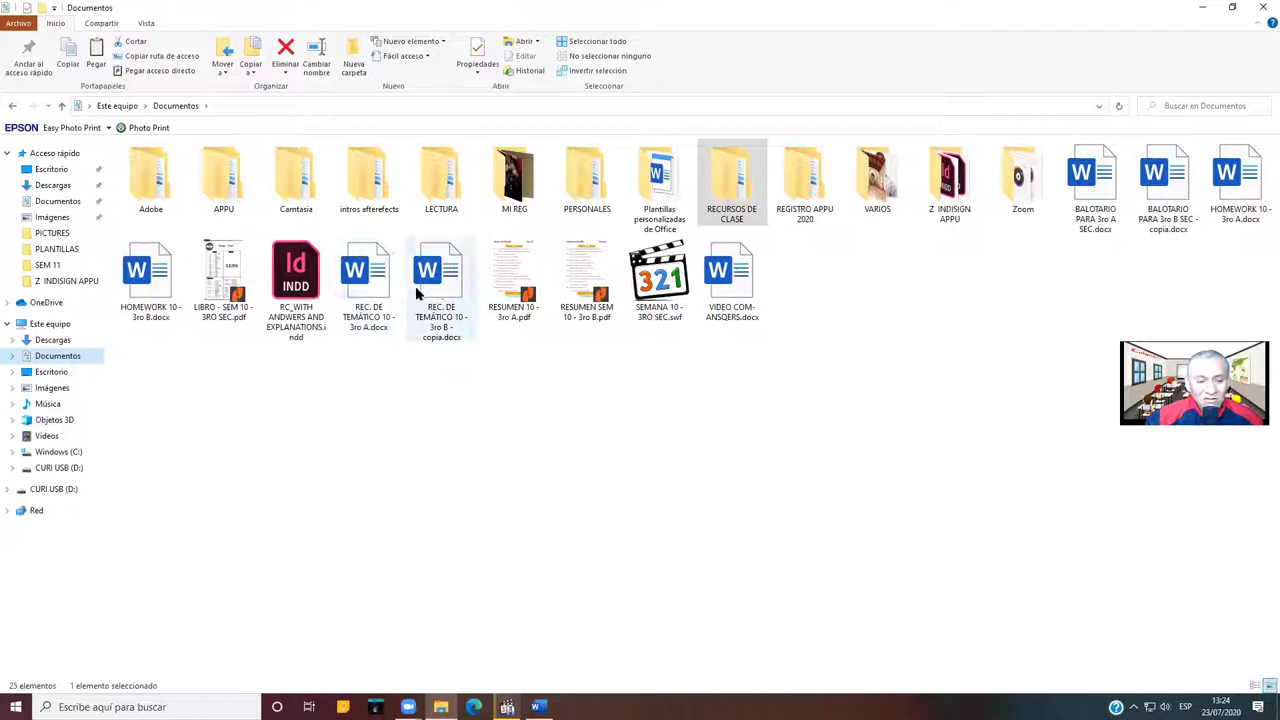 Documentos
Archivo Inicio Compartir Vista
Anclar al acceso rápido
Copiar
Pegar
Cortar
Copiar ruta de acceso
Pegar acceso directo
Mover a
Copiar a
Eliminar
Cambiar nombre
Nueva carpeta
Nuevo elemento
Fácil acceso
Propiedades
Abrir
Editar
Historial
Seleccionar todo
No seleccionar ninguno
Invertir selección
Portapapeles Organizar Nuevo Abrir Seleccionar
Este equipo Documentos
Buscar en Documentos
EPSON Easy Photo Print Photo Print
Acceso rápido
Escritorio
Descargas
Documentos
Imágenes
PICTURES
PLANTILLAS
SEM 11
Z_INDISIGN APPU
OneDrive
Este equipo
Descargas
Documentos
Escritorio
Imágenes
Música
Objetos 3D
Videos
Windows (C:)
CURI USB (D:)
CURI USB (D:)
Red
Adobe
APPU
Camtasia
intros afterefects
LECTURA
MI REG
PERSONALES
Plantillas personalizadas de Office
RECURSOS DE CLASE
REGISTRO APPU 2020
VARIOS
Z_INDISIGN APPU
Zoom
BALOTARIO PARA 3ro A SEC.docx
BALOTARIO PARA 3ro B SEC - copia.docx
HOMEWORK 10 - 3ro A.docx
HOMEWORK 10 - 3ro B.docx
LIBRO - SEM 10 - 3RO SEC.pdf
Id
INDD
RC_WITH ANDWERS AND EXPLANATIONS.indd
REC. DE TEMÁTICO 10 - 3ro A.docx
REC. DE TEMÁTICO 10 - 3ro B - copia.docx
RESUMEN 10 - 3ro A.pdf
RESUMEN SEM 10 - 3ro B.pdf
321
SEMANA 10 - 3RO SEC.swf
VIDEO COM-ANSQERS.docx
25 elementos 1 elemento seleccionado
Escribe aquí para buscar
ESP
13:24
23/07/2020